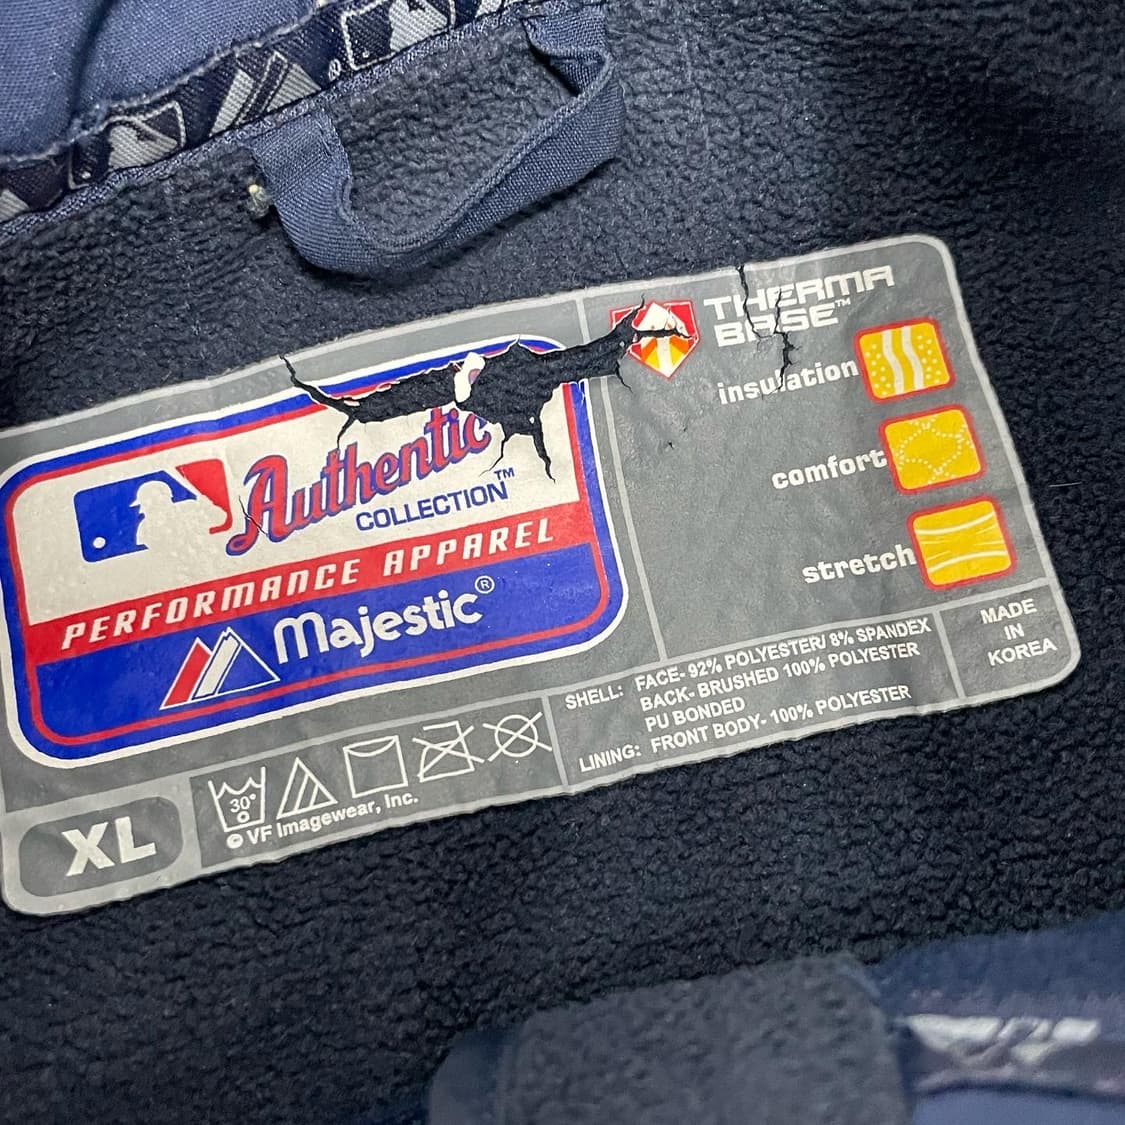 THERMA
BASE™
insulation
comfort
stretch
Authentic
COLLECTION™
PERFORMANCE APPAREL
Majestic®
SHELL: FACE- 92% POLYESTER/ 8% SPANDEX
BACK- BRUSHED 100% POLYESTER
PU BONDED
LINING: FRONT BODY- 100% POLYESTER
MADE
IN
KOREA
30°
© VF Imagewear, Inc.
XL